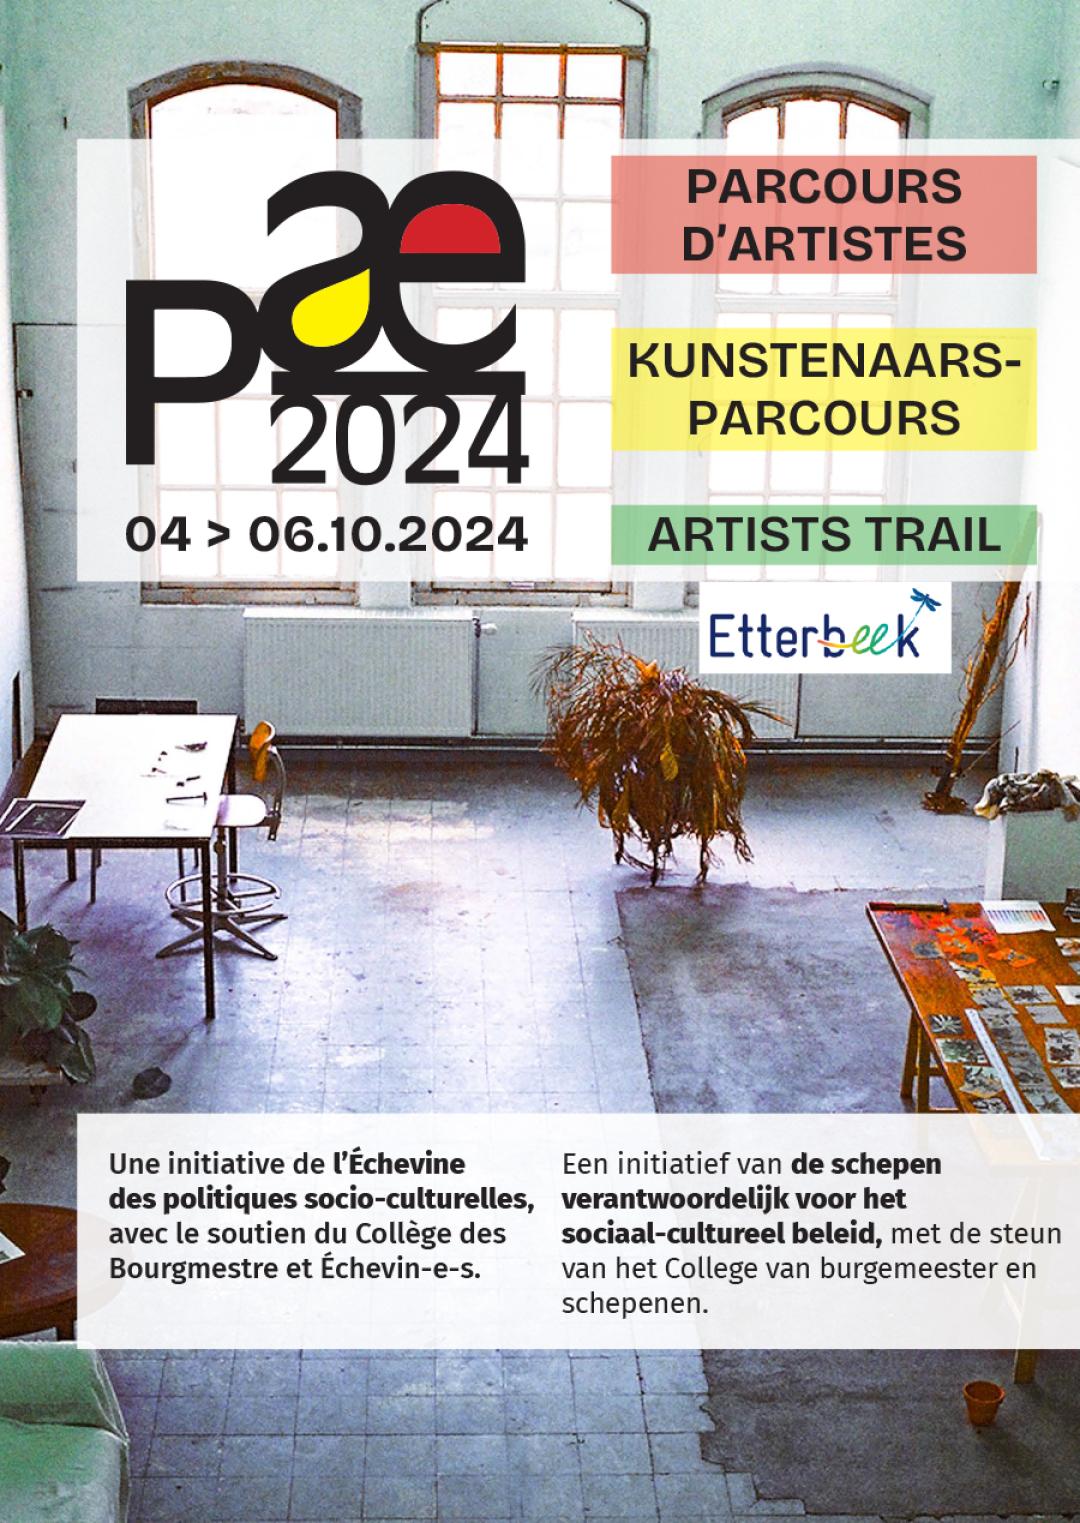 Pae
2024
04 > 06.10.2024
PARCOURS
D'ARTISTES
KUNSTENAARS-
PARCOURS
ARTISTS TRAIL
Etterbeek
Une initiative de l'Échevine
des politiques socio-culturelles,
avec le soutien du Collège des
Bourgmestre et Échevin-e-s.
Een initiatief van de schepen
verantwoordelijk voor het
sociaal-cultureel beleid, met de steun
van het College van burgemeester en
schepenen.